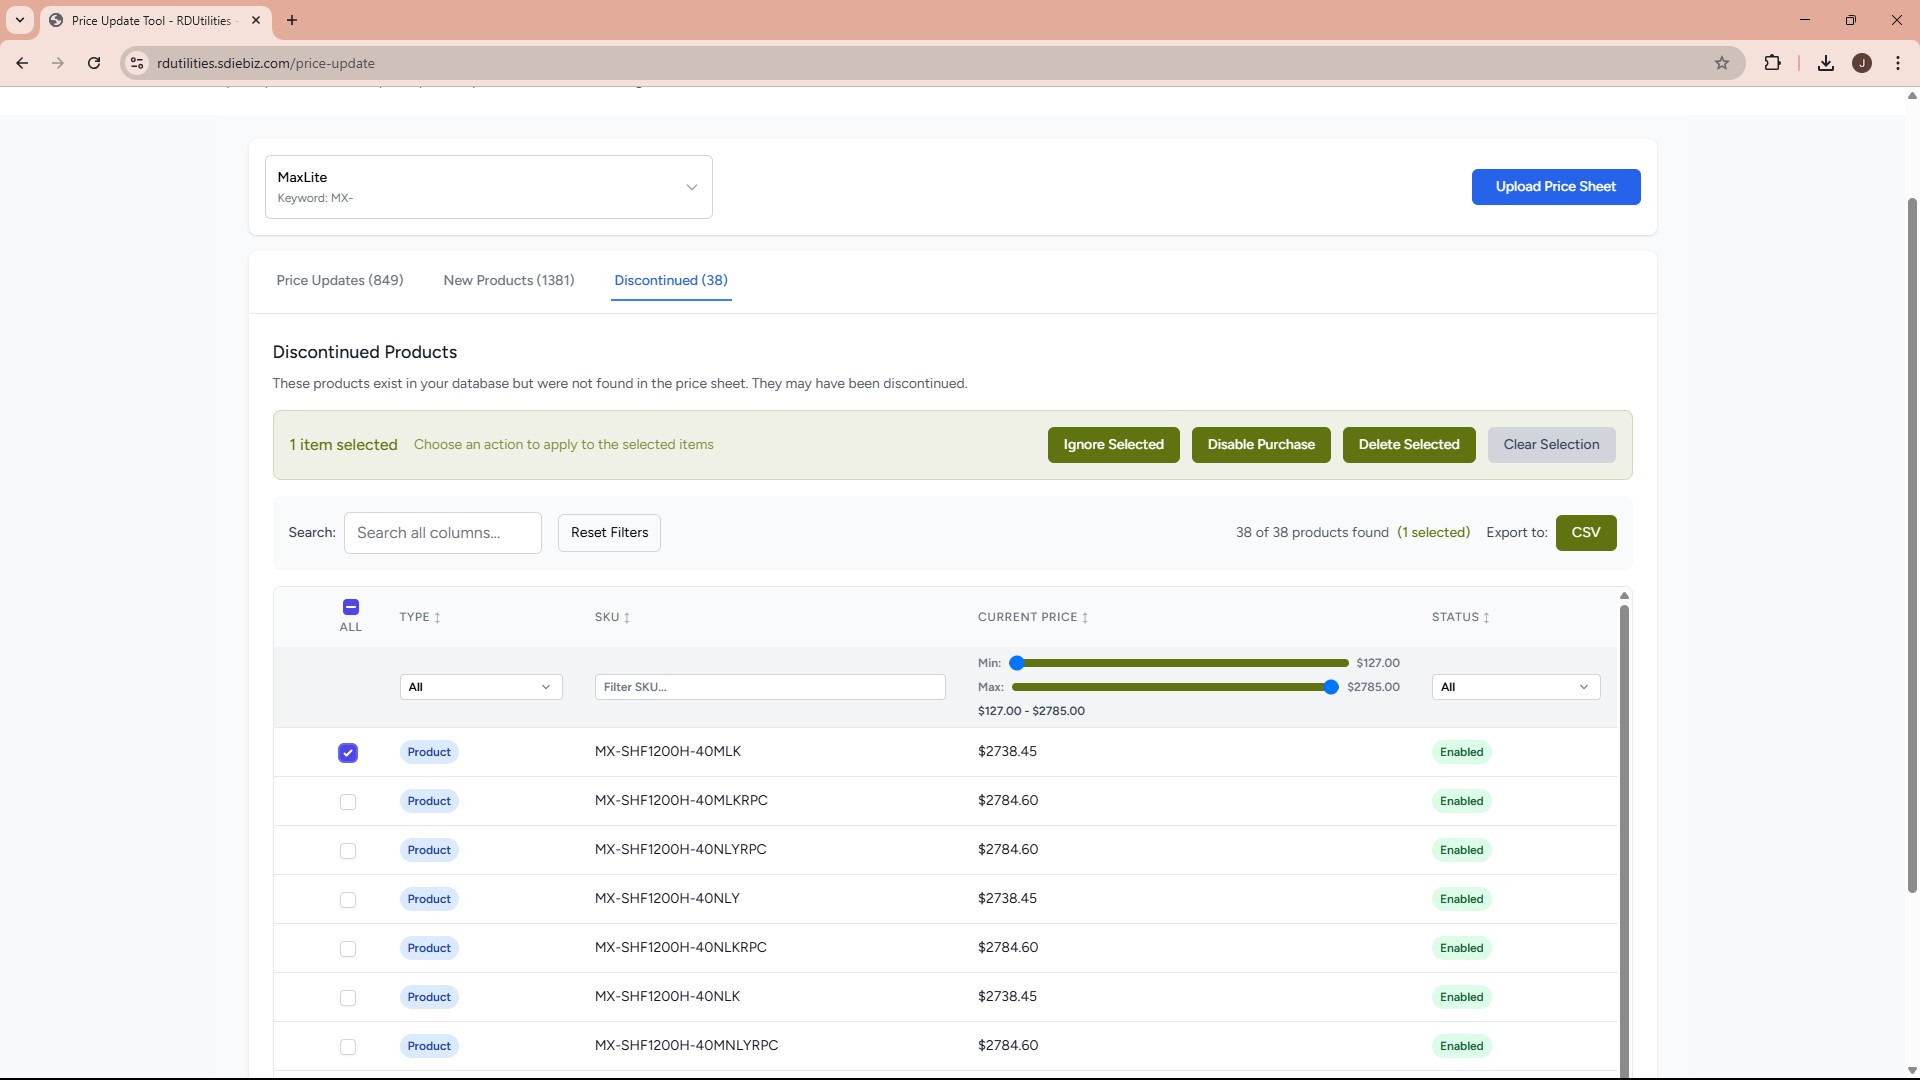 Price Update Tool - RDUtilities
rdutilities.sdiebiz.com/price-update
J
MaxLite
Keyword: MX-
Upload Price Sheet
Price Updates (849) New Products (1381) Discontinued (38)
Discontinued Products
These products exist in your database but were not found in the price sheet. They may have been discontinued.
1 item selected Choose an action to apply to the selected items Ignore Selected Disable Purchase Delete Selected Clear Selection
Search: Search all columns... Reset Filters 38 of 38 products found (1 selected) Export to: CSV
ALL TYPE SKU CURRENT PRICE STATUS
Min: $127.00
All Filter SKU... Max: $2785.00 All
$127.00 - $2785.00
Product MX-SHF1200H-40MLK $2738.45 Enabled
Product MX-SHF1200H-40MLKRPC $2784.60 Enabled
Product MX-SHF1200H-40NLYRPC $2784.60 Enabled
Product MX-SHF1200H-40NLY $2738.45 Enabled
Product MX-SHF1200H-40NLKRPC $2784.60 Enabled
Product MX-SHF1200H-40NLK $2738.45 Enabled
Product MX-SHF1200H-40MNLYRPC $2784.60 Enabled